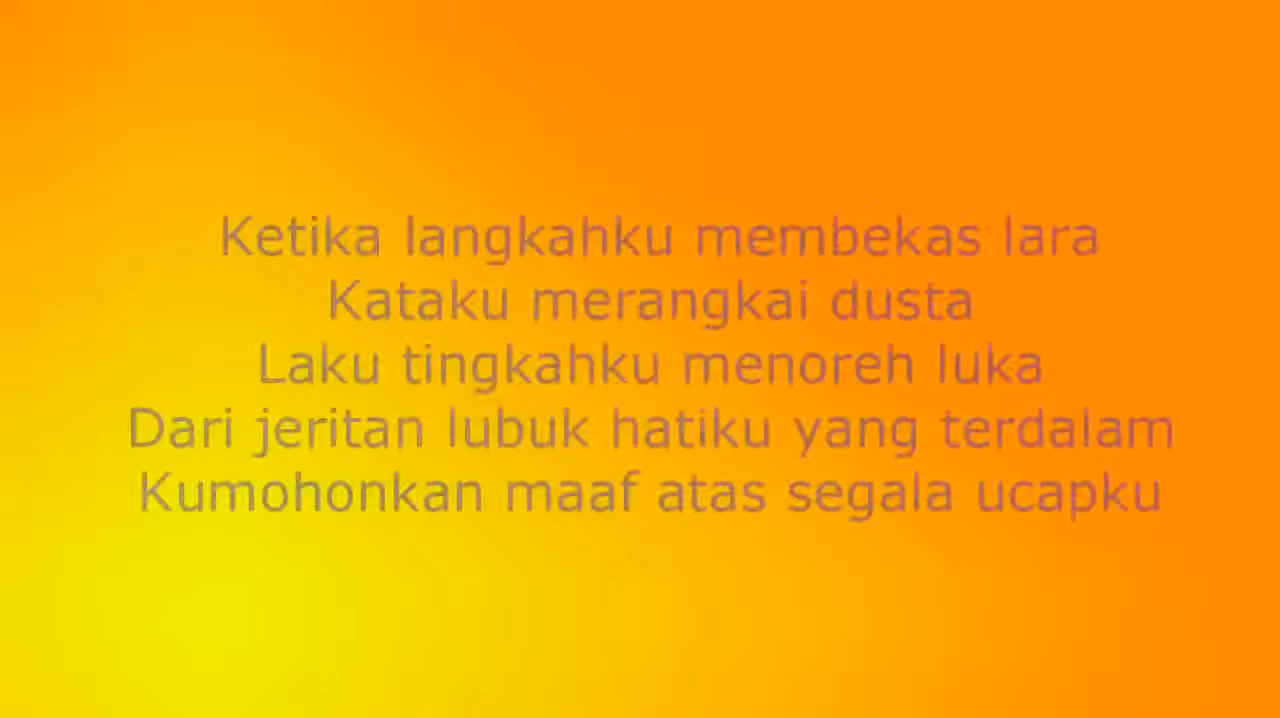 Ketika langkahku membekas lara
Kataku merangkai dusta
Laku tingkahku menoreh luka
Dari jeritan lubuk hatiku yang terdalam
Kumohonkan maaf atas segala ucapku